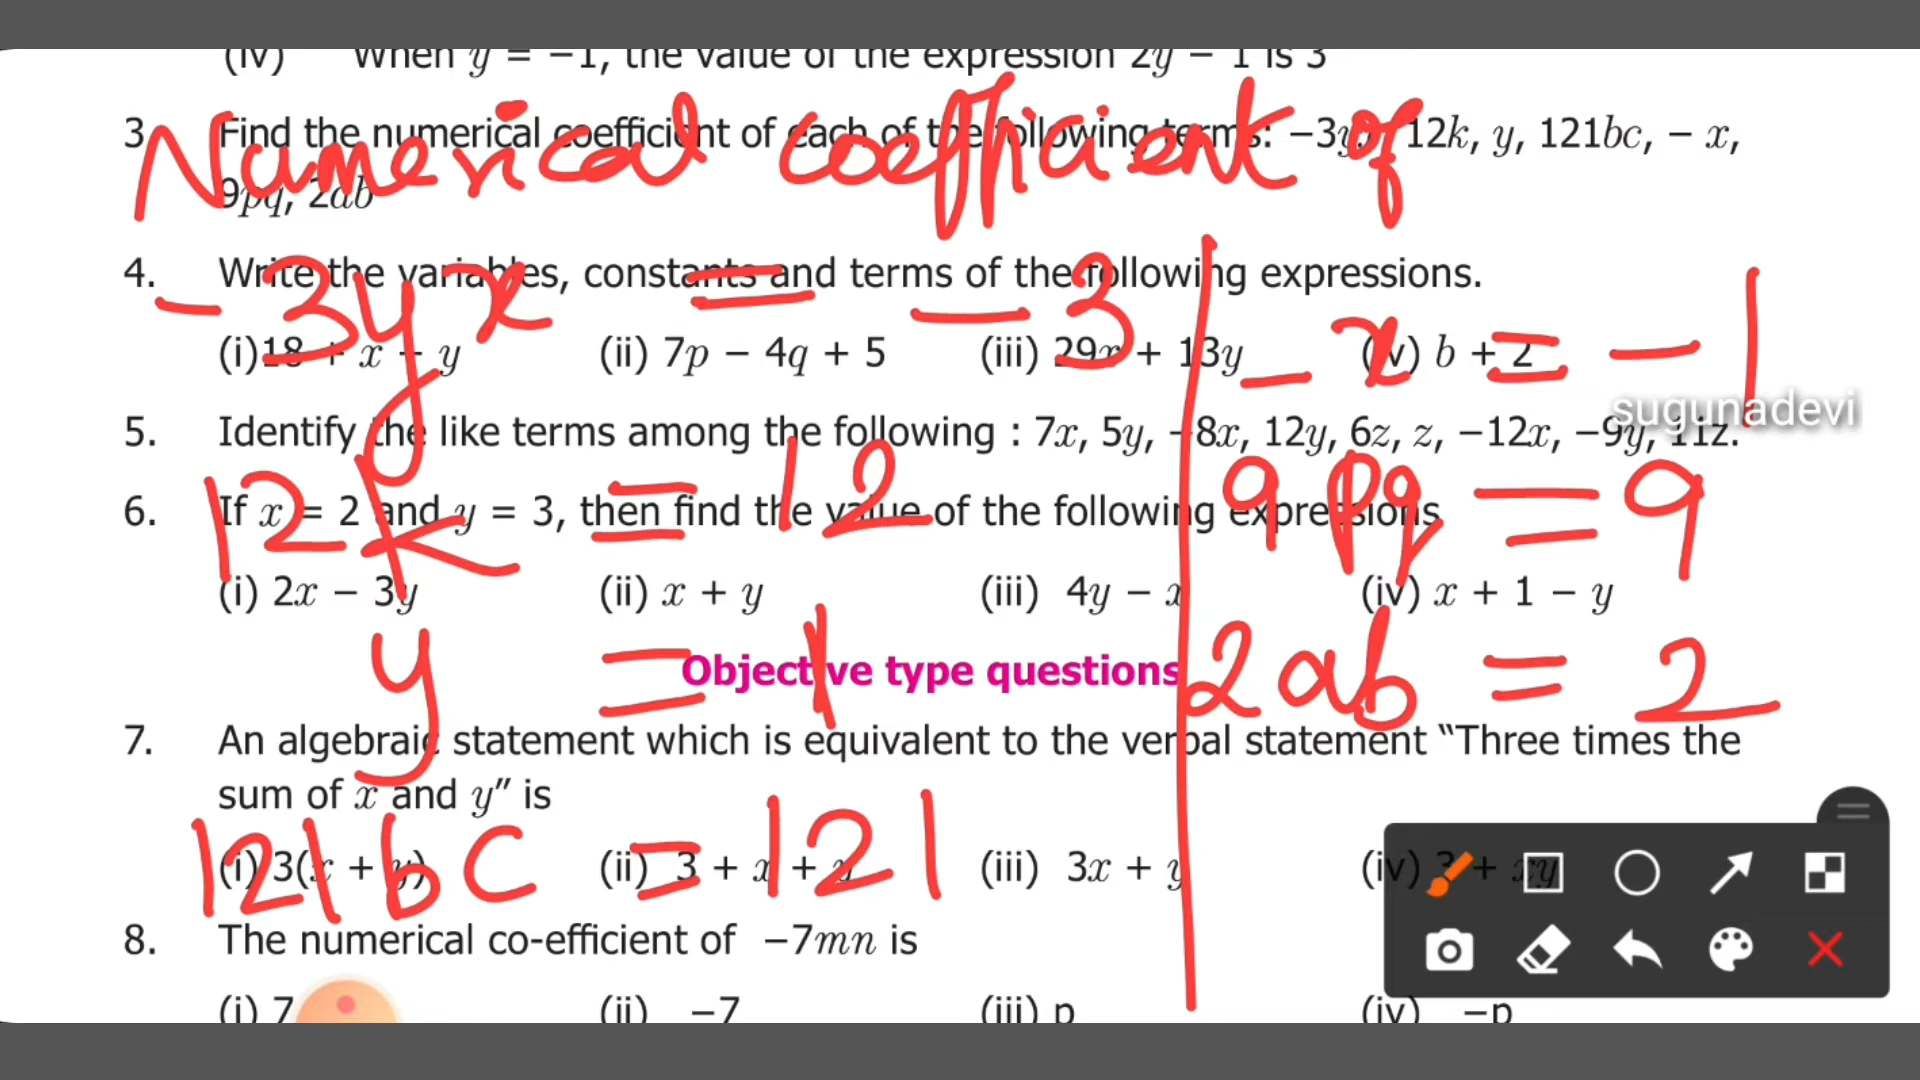 (iv) When y = −1, the value of the expression 2y − 1 is 3
Numerical coefficient of
3. Find the numerical coefficient of each of the following terms: −3yx, 12k, y, 121bc, − x,
9pq, 2ab
4. Write the variables, constants and terms of the following expressions.
−3yx = −3
−x = −1
(i) 18 + x − y (ii) 7p − 4q + 5 (iii) 29x + 13y (iv) b + 2
sugunadevi
5. Identify the like terms among the following : 7x, 5y, −8x, 12y, 6z, z, −12x, −9y, 11z.
12k = 12
9pq = 9
6. If x = 2 and y = 3, then find the value of the following expressions
(i) 2x − 3y (ii) x + y (iii) 4y − x (iv) x + 1 − y
y = 1
2ab = 2
Objective type questions
7. An algebraic statement which is equivalent to the verbal statement “Three times the
sum of x and y” is
121bc = 121
(i) 3(x + y) (ii) 3 + x + y (iii) 3x + y (iv) 3 + xy
8. The numerical co-efficient of −7mn is
(i) 7 (ii) −7 (iii) p (iv) −p